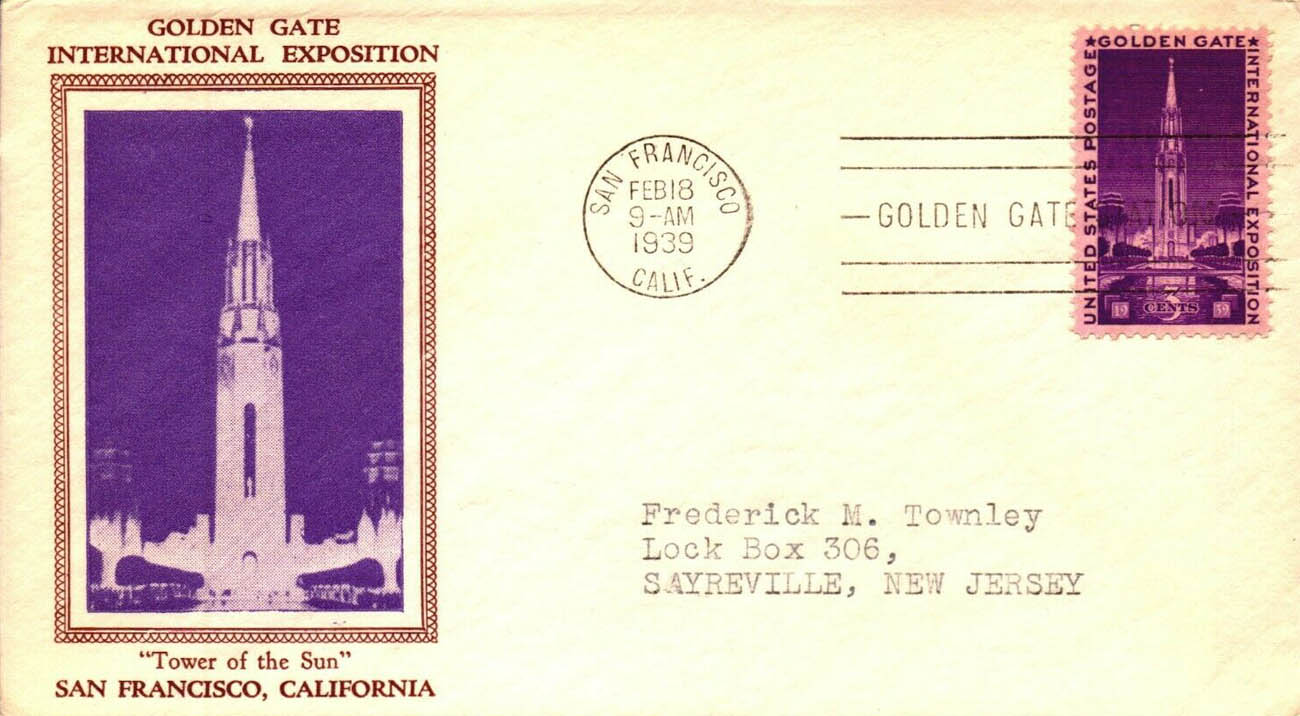 GOLDEN GATE
INTERNATIONAL EXPOSITION
"Tower of the Sun"
SAN FRANCISCO, CALIFORNIA
SAN FRANCISCO
FEB 18
9-AM
1939
CALIF.
GOLDEN GATE
UNITED STATES POSTAGE
★GOLDEN GATE★
INTERNATIONAL EXPOSITION
19 3 39
CENTS
Frederick M. Townley
Lock Box 306,
SAYREVILLE, NEW JERSEY